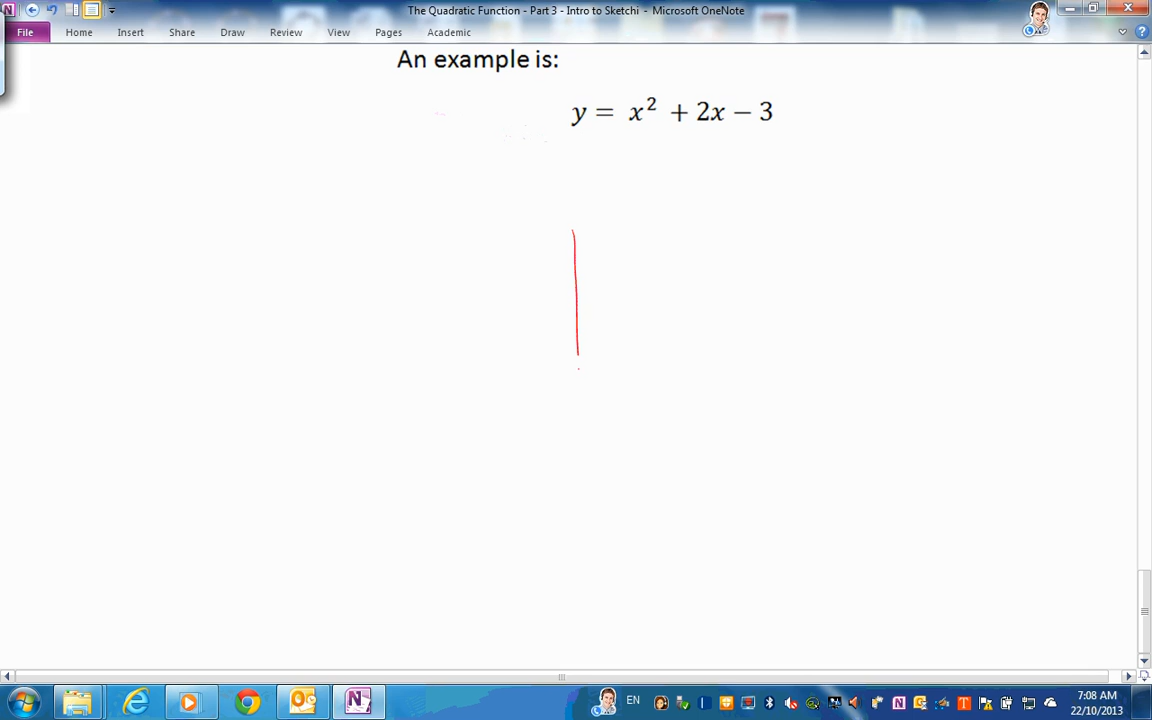 The Quadratic Function - Part 3 - Intro to Sketchi - Microsoft OneNote
File Home Insert Share Draw Review View Pages Academic
An example is:
y = x² + 2x − 3
EN
7:08 AM
22/10/2013